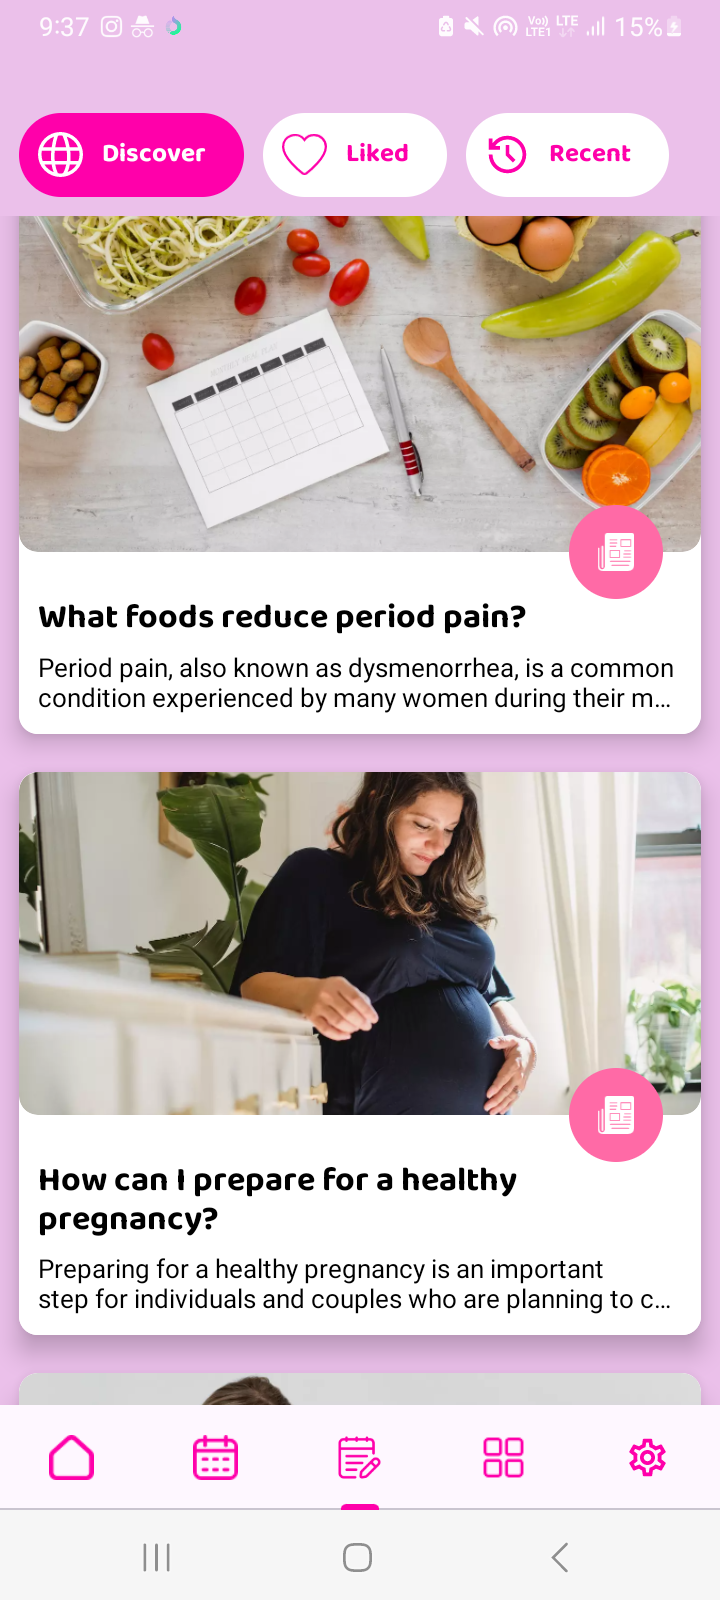 9:37
Vo))
LTE1
LTE
15%
Discover
Liked
Recent
What foods reduce period pain?
Period pain, also known as dysmenorrhea, is a common
condition experienced by many women during their m...
How can I prepare for a healthy
pregnancy?
Preparing for a healthy pregnancy is an important
step for individuals and couples who are planning to c...